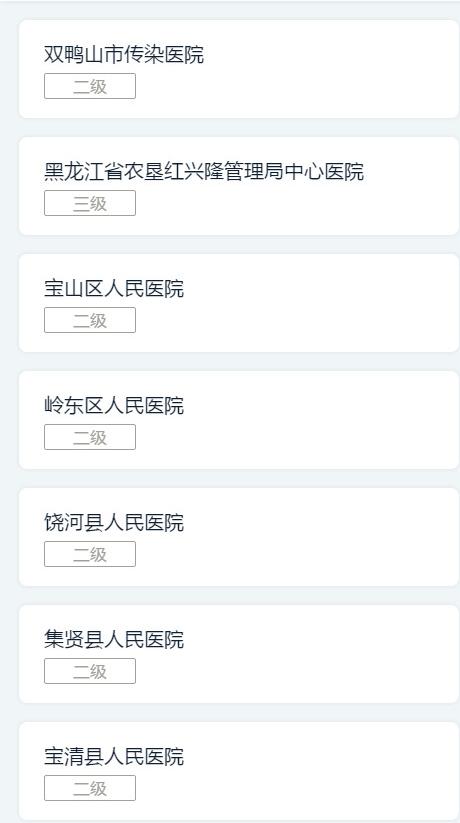 双鸭山市传染医院
二级
黑龙江省农垦红兴隆管理局中心医院
三级
宝山区人民医院
二级
岭东区人民医院
二级
饶河县人民医院
二级
集贤县人民医院
二级
宝清县人民医院
二级